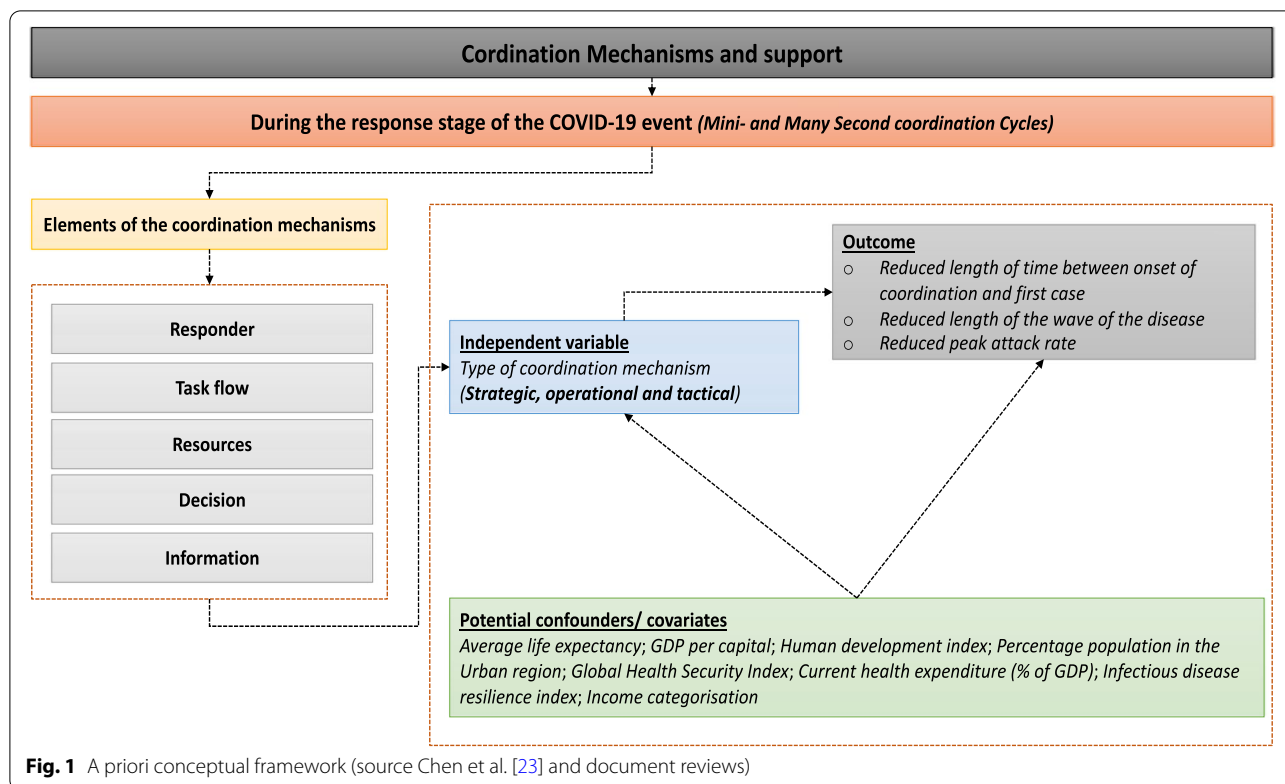 Cordination Mechanisms and support
During the response stage of the COVID-19 event (Mini- and Many Second coordination Cycles)
Elements of the coordination mechanisms
Responder
Task flow
Resources
Decision
Information
Independent variable
Type of coordination mechanism
(Strategic, operational and tactical)
Outcome
○ Reduced length of time between onset of
coordination and first case
○ Reduced length of the wave of the disease
○ Reduced peak attack rate
Potential confounders/ covariates
Average life expectancy; GDP per capital; Human development index; Percentage population in the
Urban region; Global Health Security Index; Current health expenditure (% of GDP); Infectious disease
resilience index; Income categorisation
Fig. 1 A priori conceptual framework (source Chen et al. [23] and document reviews)